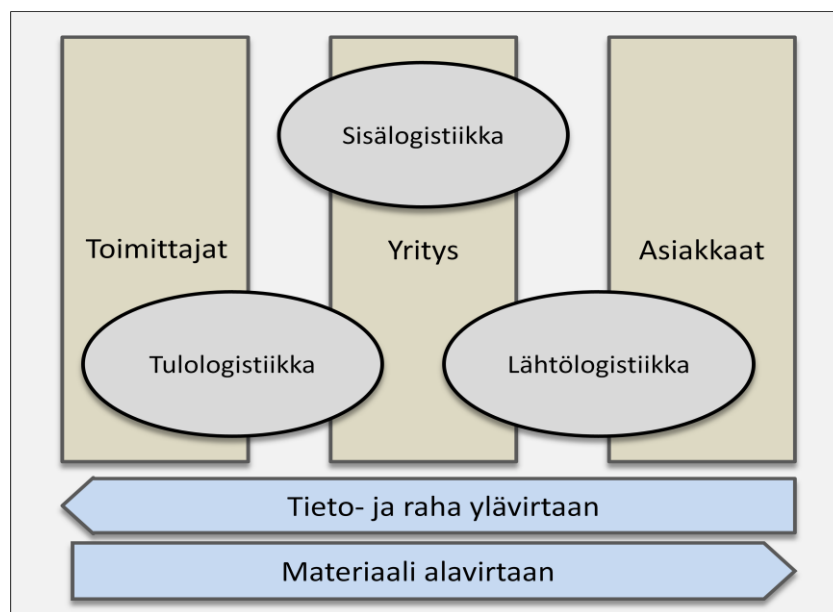 Sisälogistiikka
Toimittajat
Yritys
Asiakkaat
Tulologistiikka
Lähtölogistiikka
Tieto- ja raha ylävirtaan
Materiaali alavirtaan